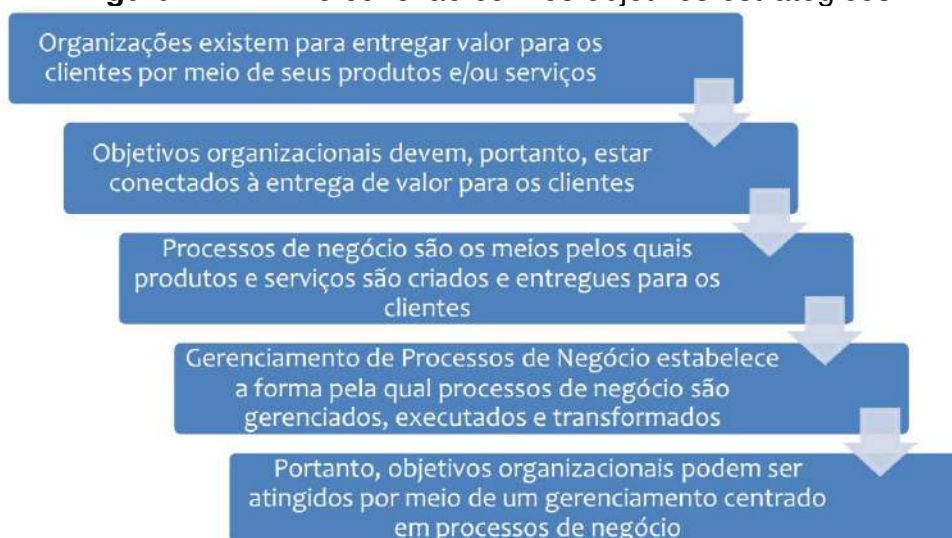 Organizações existem para entregar valor para os
clientes por meio de seus produtos e/ou serviços
Objetivos organizacionais devem, portanto, estar
conectados à entrega de valor para os clientes
Processos de negócio são os meios pelos quais
produtos e serviços são criados e entregues para os
clientes
Gerenciamento de Processos de Negócio estabelece
a forma pela qual processos de negócio são
gerenciados, executados e transformados
Portanto, objetivos organizacionais podem ser
atingidos por meio de um gerenciamento centrado
em processos de negócio